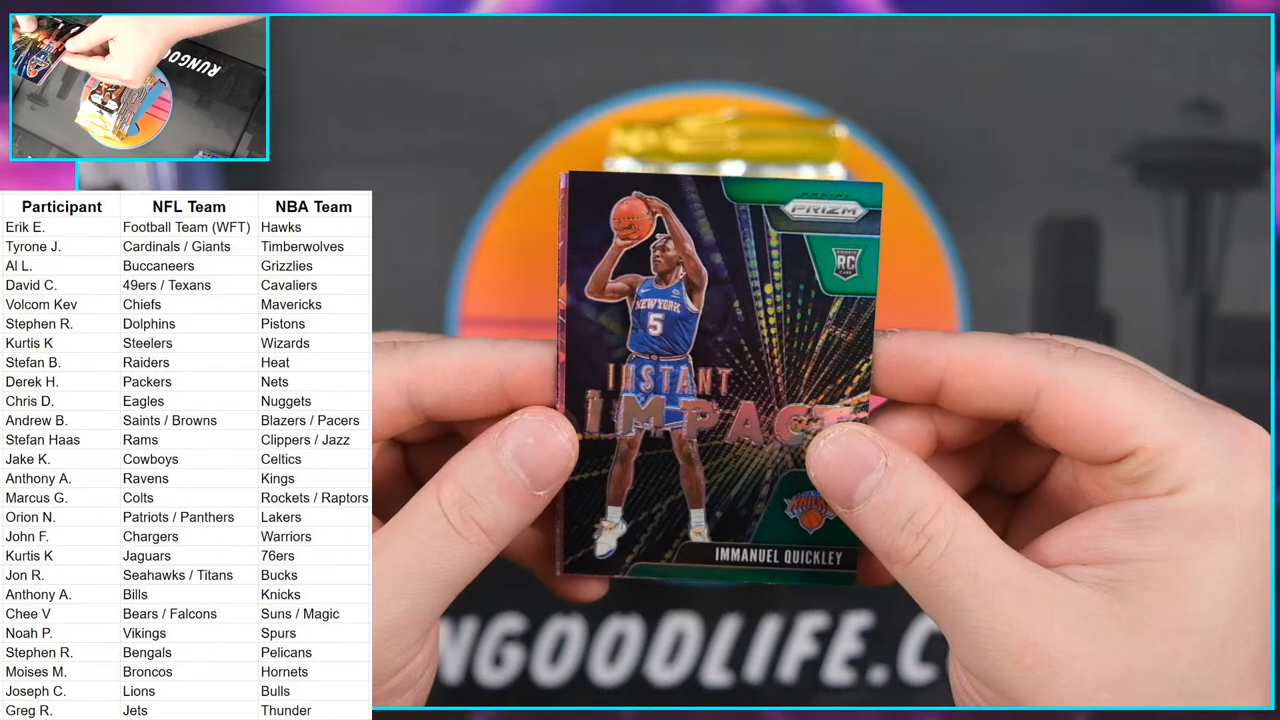 RUNGOO
Participant NFL Team NBA Team
Erik E. Football Team (WFT) Hawks
Tyrone J. Cardinals / Giants Timberwolves
Al L. Buccaneers Grizzlies
David C. 49ers / Texans Cavaliers
Volcom Kev Chiefs Mavericks
Stephen R. Dolphins Pistons
Kurtis K Steelers Wizards
Stefan B. Raiders Heat
Derek H. Packers Nets
Chris D. Eagles Nuggets
Andrew B. Saints / Browns Blazers / Pacers
Stefan Haas Rams Clippers / Jazz
Jake K. Cowboys Celtics
Anthony A. Ravens Kings
Marcus G. Colts Rockets / Raptors
Orion N. Patriots / Panthers Lakers
John F. Chargers Warriors
Kurtis K Jaguars 76ers
Jon R. Seahawks / Titans Bucks
Anthony A. Bills Knicks
Chee V Bears / Falcons Suns / Magic
Noah P. Vikings Spurs
Stephen R. Bengals Pelicans
Moises M. Broncos Hornets
Joseph C. Lions Bulls
Greg R. Jets Thunder
PANINI
PRIZM
ROOKIE
RC
CARD
NEW YORK
5
INSTANT
IMPACT
KNICKS
IMMANUEL QUICKLEY
NGOODLIFE.C